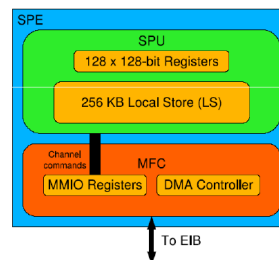 SPE
SPU
128 x 128-bit Registers
256 KB Local Store (LS)
Channel
commands
MFC
MMIO Registers
DMA Controller
To EIB